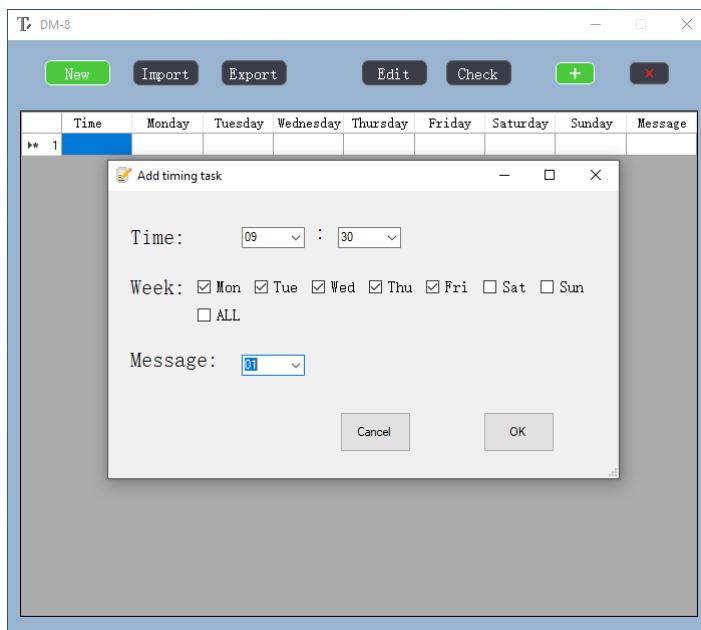 DM-8
New Import Export Edit Check +
Time Monday Tuesday Wednesday Thursday Friday Saturday Sunday Message
1
Add timing task
Time: 09 : 30
Week: Mon Tue Wed Thu Fri Sat Sun
ALL
Message: 01
Cancel OK